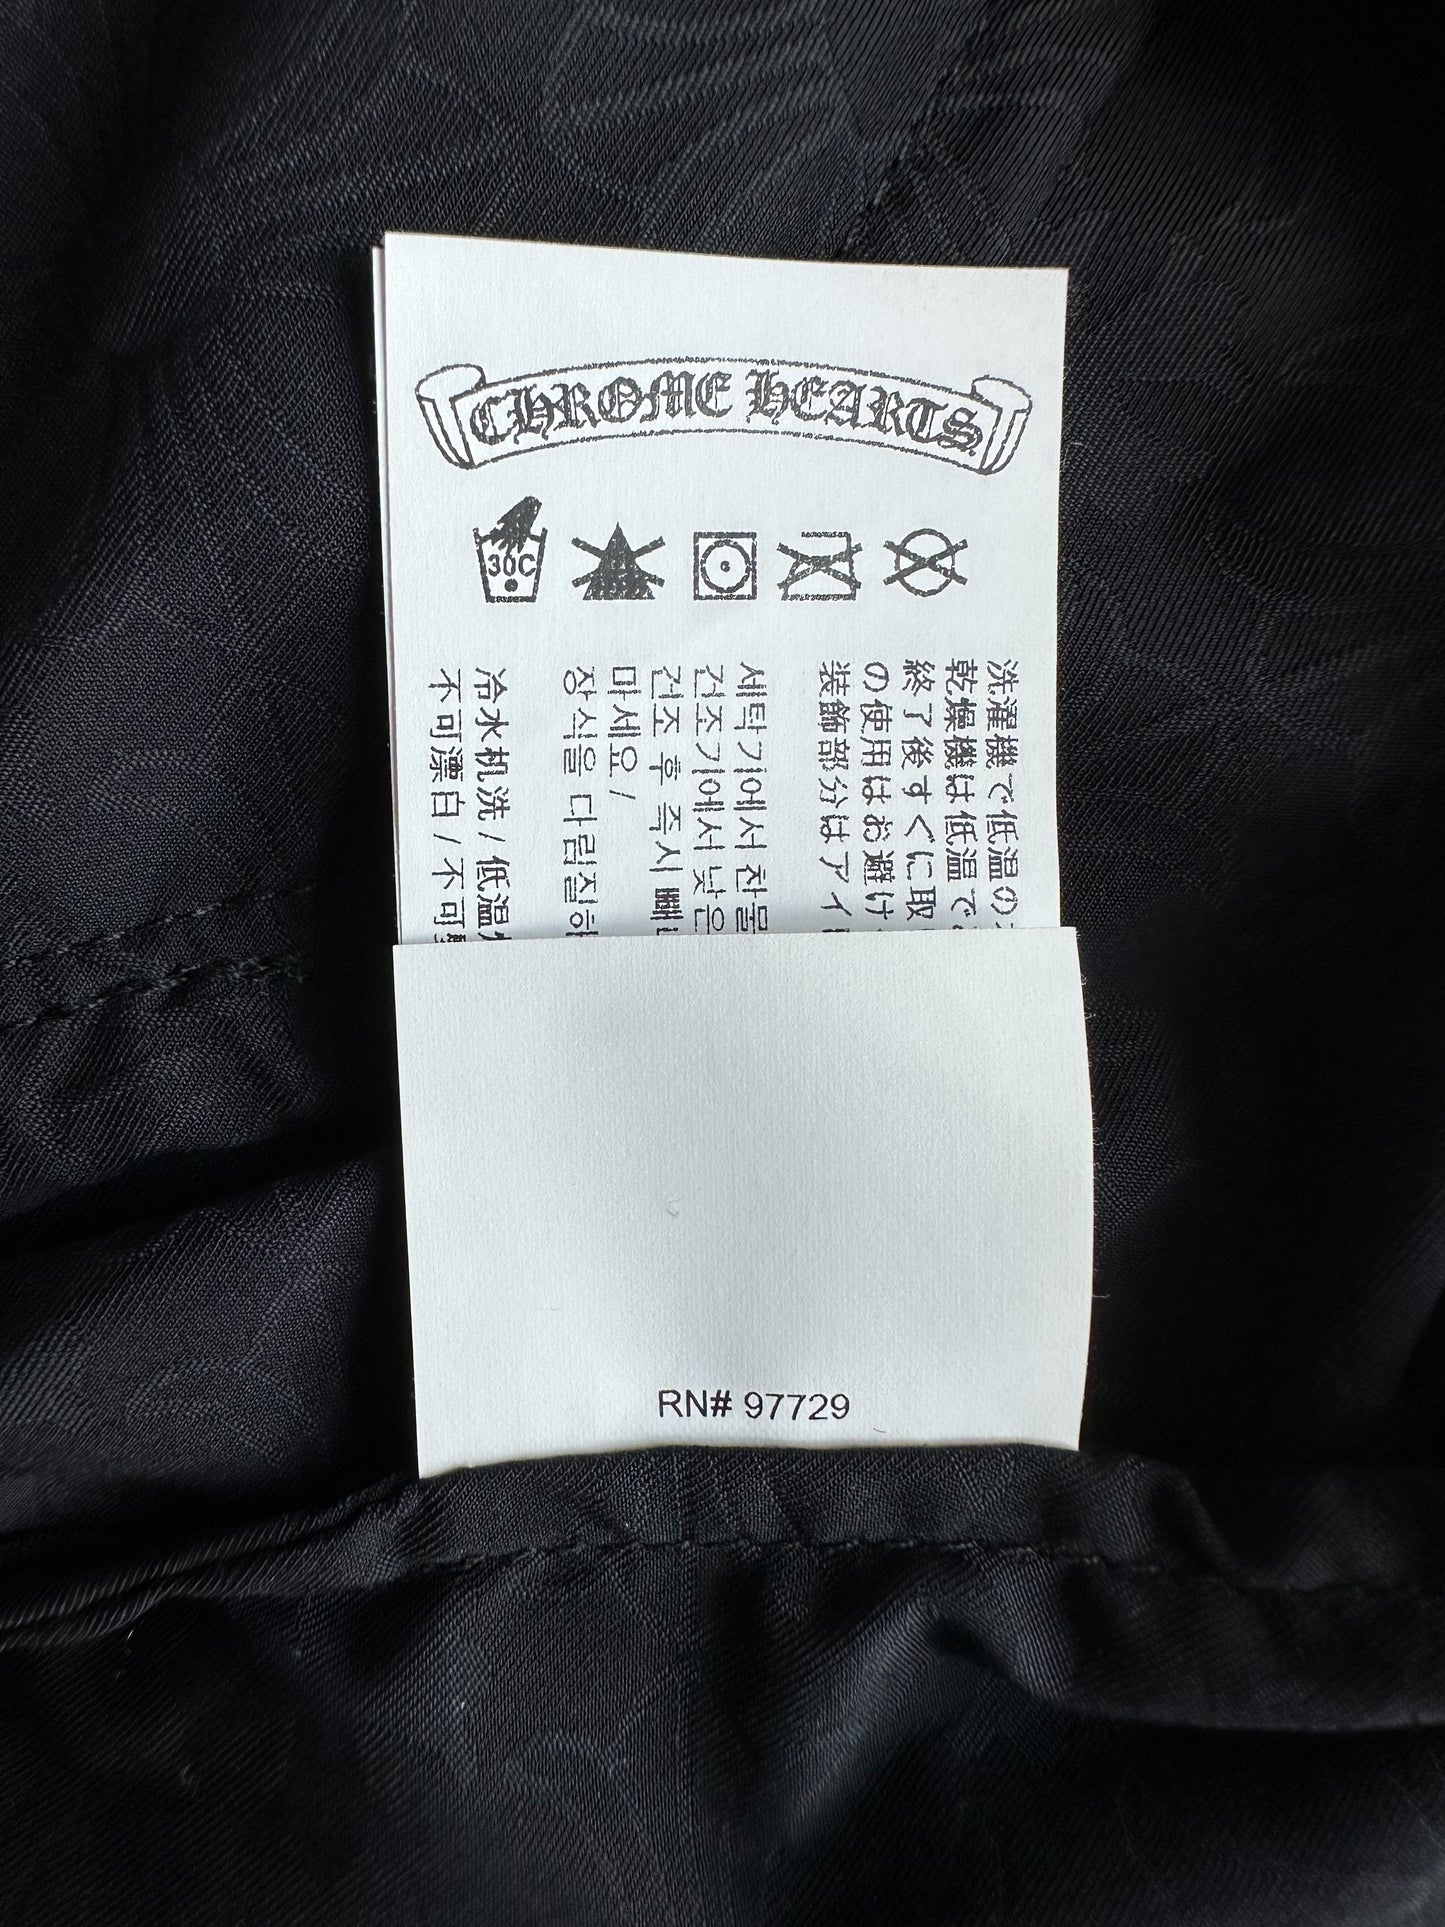 CHROME HEARTS
30C
洗濯機で低温の
乾燥機は低温で
終了後すぐに取
の使用はお避け
装飾部分はアイ
세탁기에서 찬물
건조기에서 낮은
건조 후 즉시 빼
마세요 /
장식을 다림질하
冷水机洗 / 低温
不可漂白 / 不可
RN# 97729